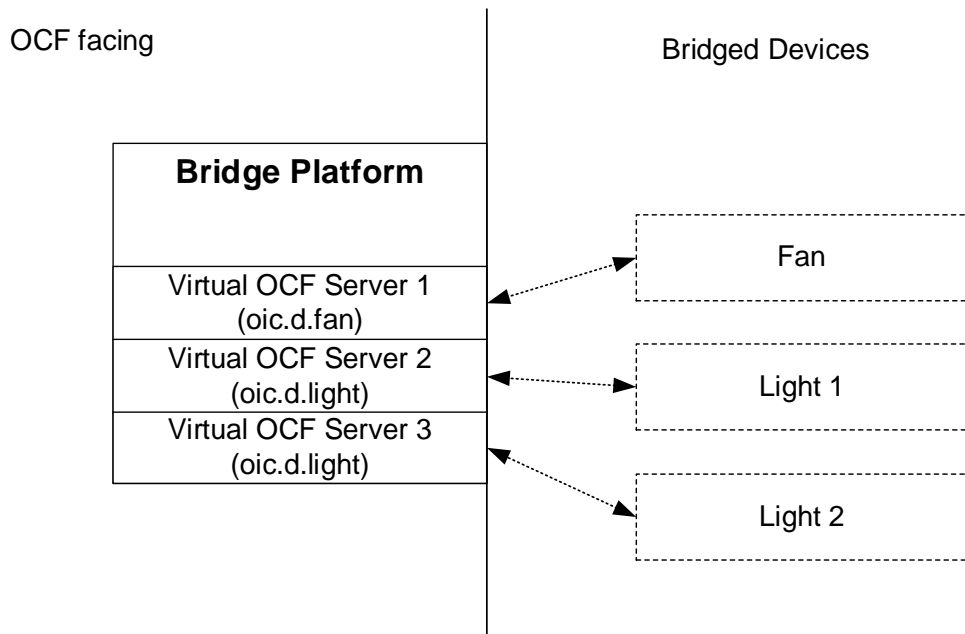 OCF facing
Bridged Devices
Bridge Platform
Virtual OCF Server 1
(oic.d.fan)
Virtual OCF Server 2
(oic.d.light)
Virtual OCF Server 3
(oic.d.light)
Fan
Light 1
Light 2